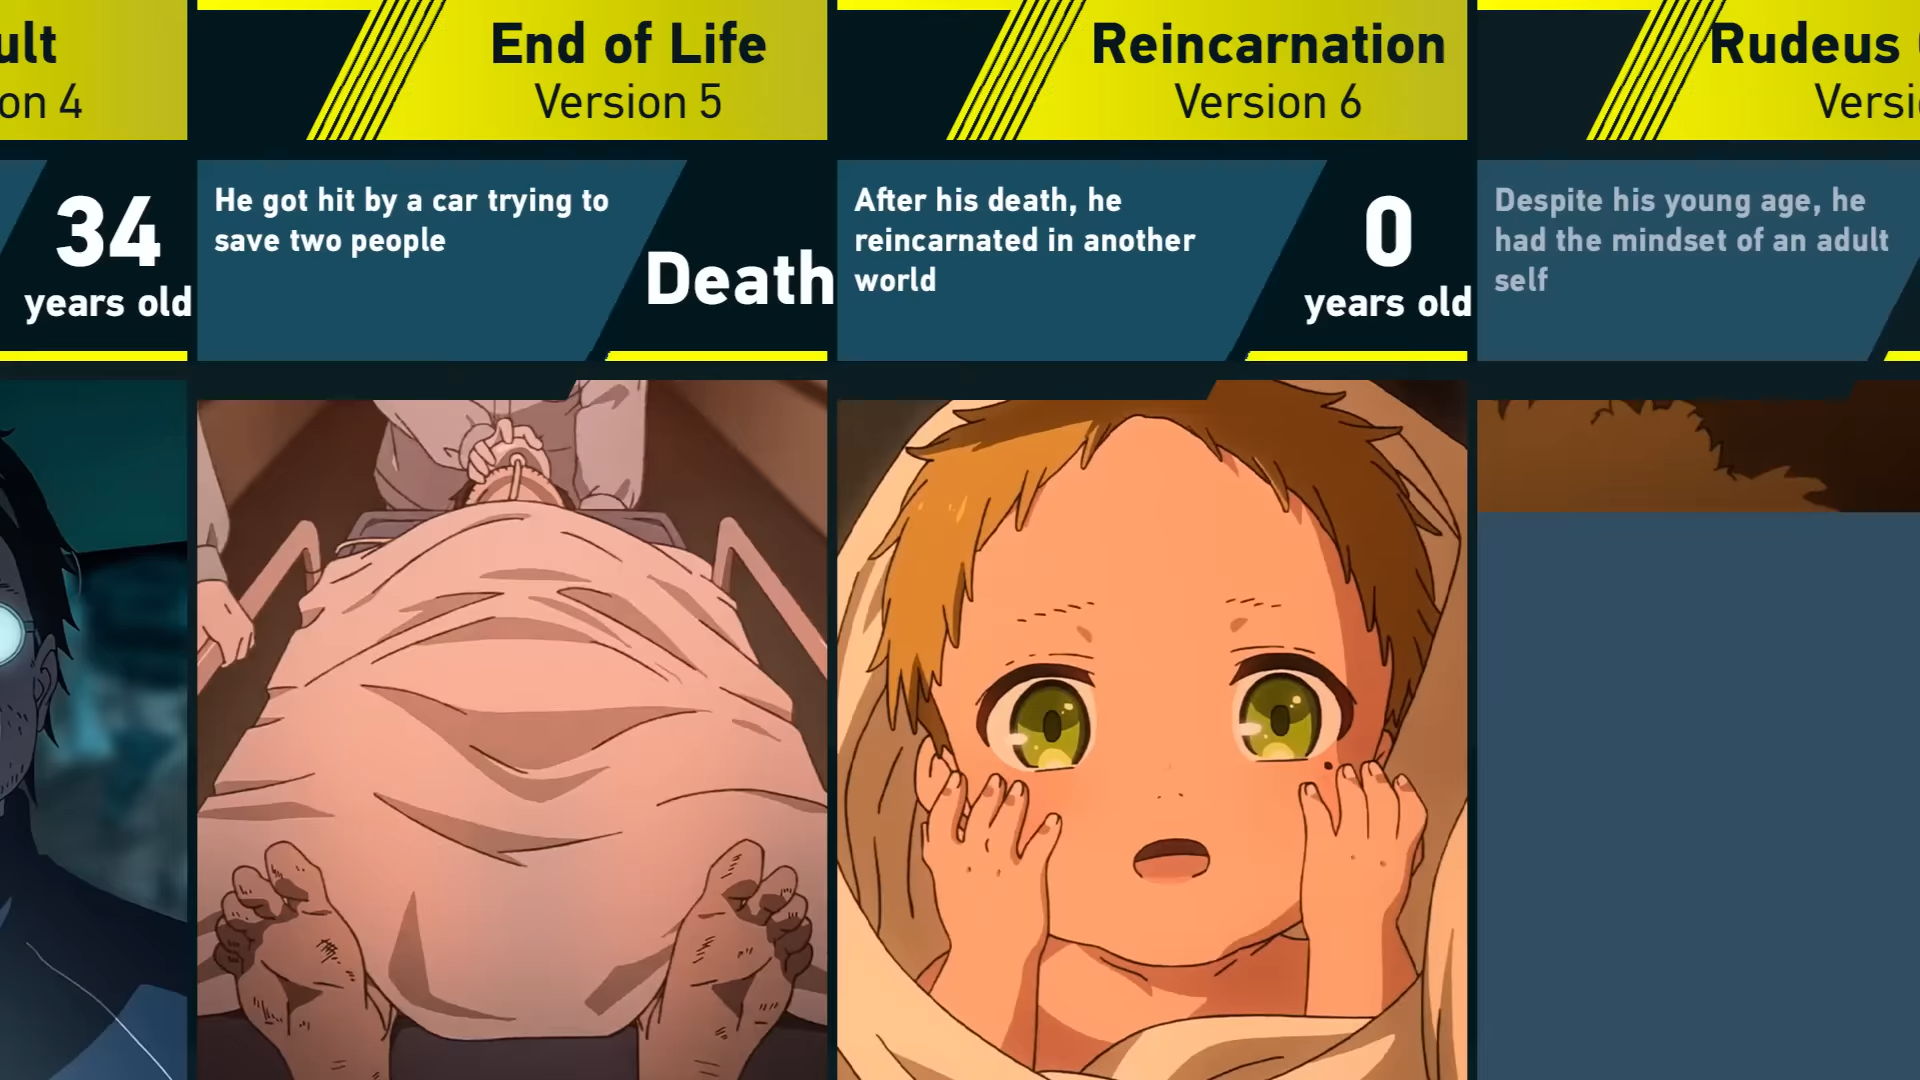 ult
on 4
34
years old
End of Life
Version 5
He got hit by a car trying to
save two people
Death
Reincarnation
Version 6
After his death, he
reincarnated in another
world
0
years old
Rudeus
Versi
Despite his young age, he
had the mindset of an adult
self